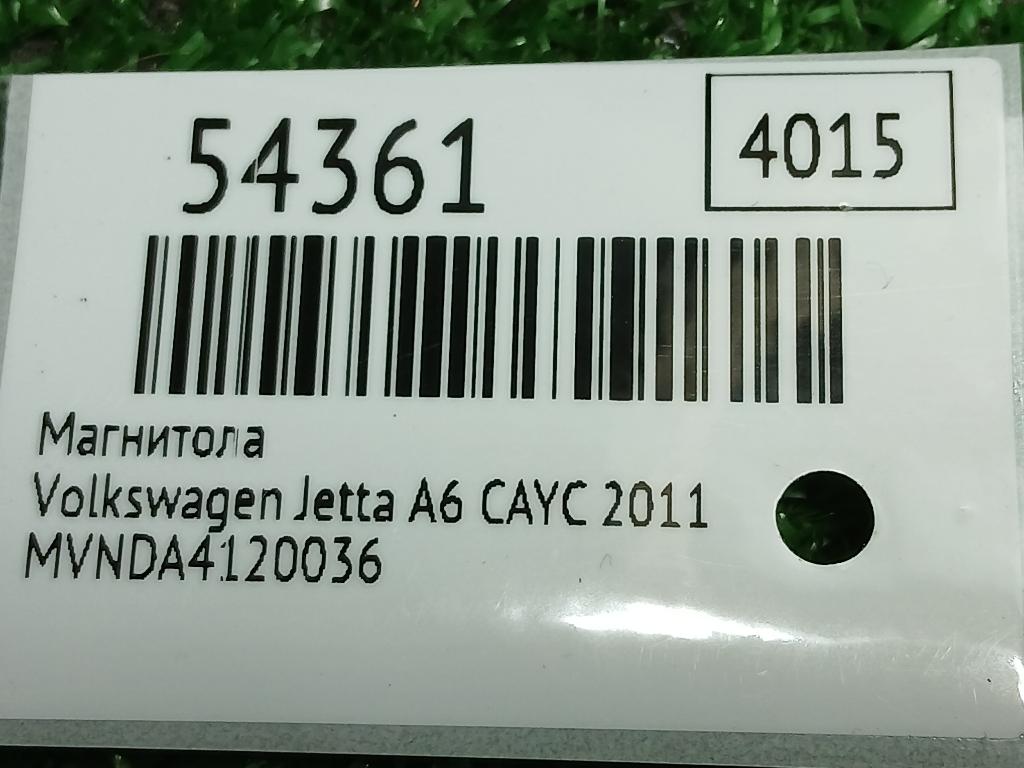 54361
4015
Магнитола
Volkswagen Jetta A6 CAYC 2011
MVNDA4120036